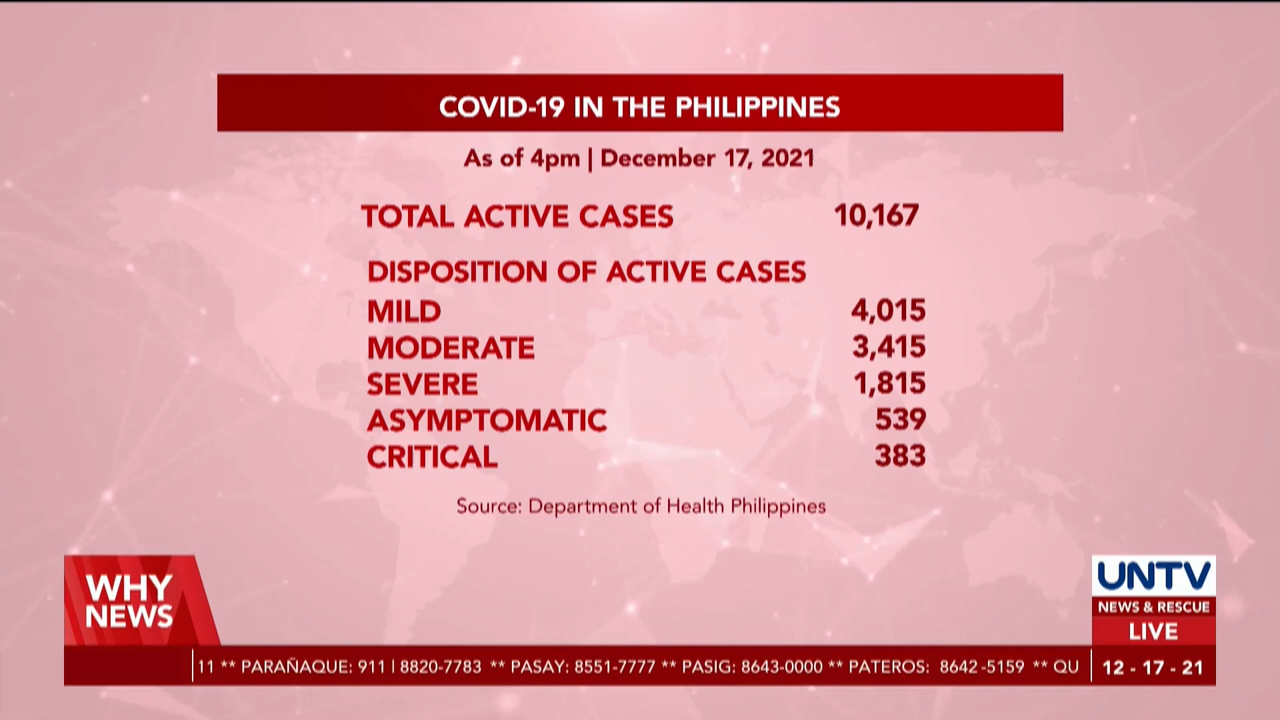 COVID-19 IN THE PHILIPPINES
As of 4pm | December 17, 2021
TOTAL ACTIVE CASES 10,167
DISPOSITION OF ACTIVE CASES
MILD 4,015
MODERATE 3,415
SEVERE 1,815
ASYMPTOMATIC 539
CRITICAL 383
Source: Department of Health Philippines
WHY
NEWS
UNTV
NEWS & RESCUE
LIVE
11 ** PARAÑAQUE: 911 | 8820-7783 ** PASAY: 8551-7777 ** PASIG: 8643-0000 ** PATEROS: 8642-5159 ** QU
12 - 17 - 21